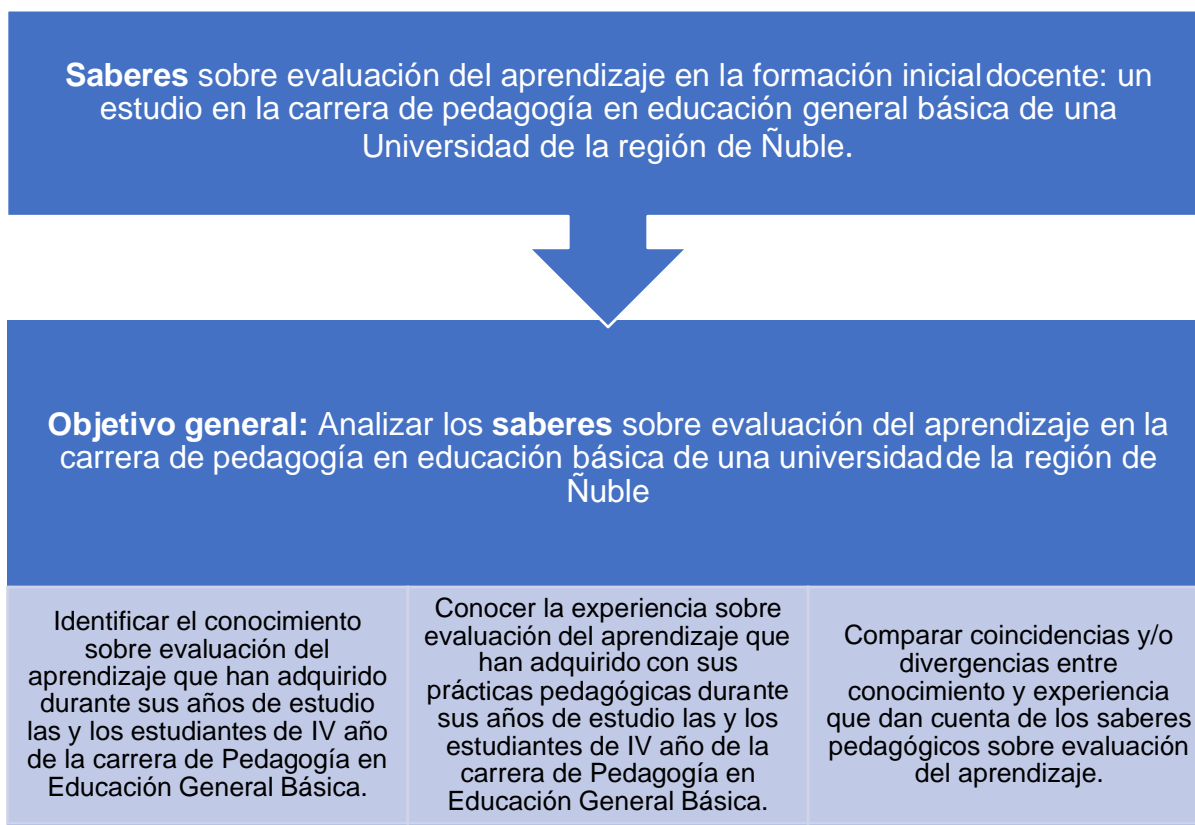 Saberes sobre evaluación del aprendizaje en la formación inicial docente: un
estudio en la carrera de pedagogía en educación general básica de una
Universidad de la región de Ñuble.
Objetivo general: Analizar los saberes sobre evaluación del aprendizaje en la
carrera de pedagogía en educación básica de una universidad de la región de
Ñuble
Identificar el conocimiento
sobre evaluación del
aprendizaje que han adquirido
durante sus años de estudio
las y los estudiantes de IV año
de la carrera de Pedagogía en
Educación General Básica.
Conocer la experiencia sobre
evaluación del aprendizaje que
han adquirido con sus
prácticas pedagógicas durante
sus años de estudio las y los
estudiantes de IV año de la
carrera de Pedagogía en
Educación General Básica.
Comparar coincidencias y/o
divergencias entre
conocimiento y experiencia
que dan cuenta de los saberes
pedagógicos sobre evaluación
del aprendizaje.